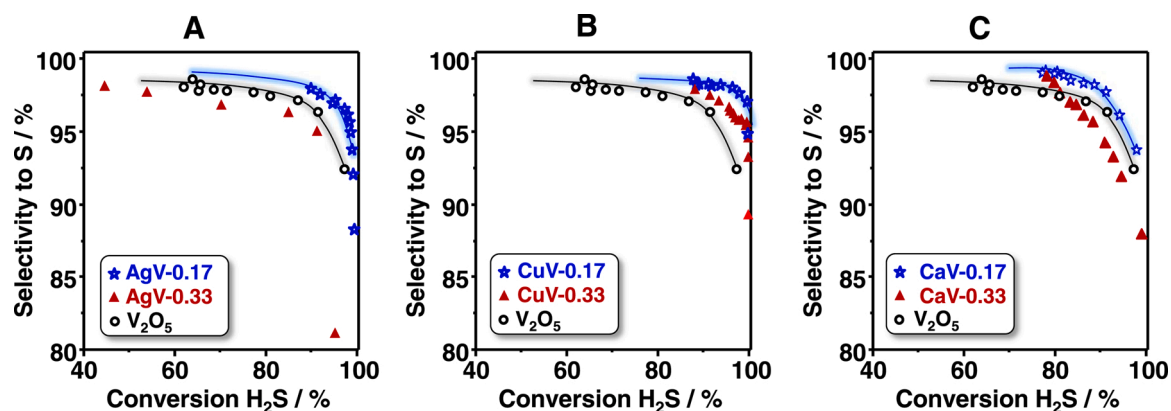 A
B
C
Selectivity to S / %
100
95
90
85
80
40
60
80
100
Conversion H₂S / %
AgV-0.17
AgV-0.33
V₂O₅
Selectivity to S / %
100
95
90
85
80
40
60
80
100
Conversion H₂S / %
CuV-0.17
CuV-0.33
V₂O₅
Selectivity to S / %
100
95
90
85
80
40
60
80
100
Conversion H₂S / %
CaV-0.17
CaV-0.33
V₂O₅